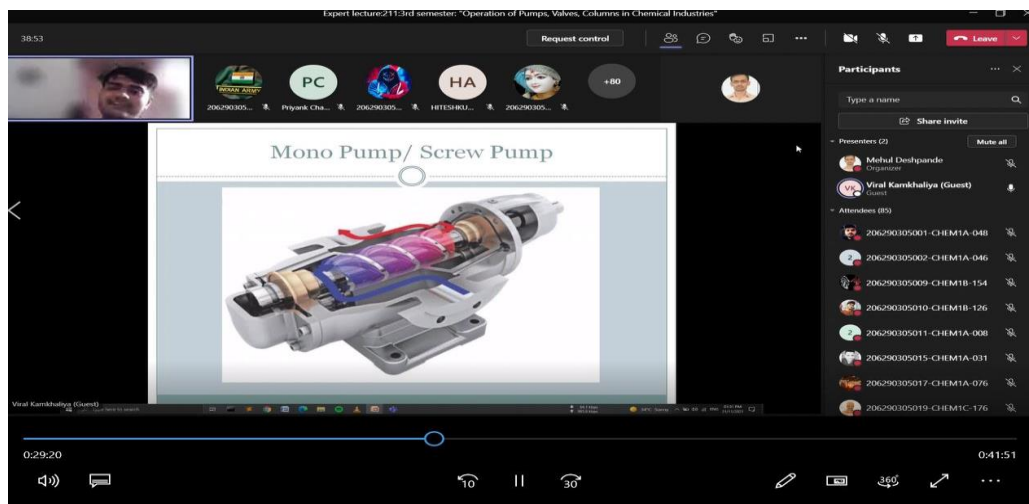 Expert lecture:211:3rd semester: "Operation of Pumps, Valves, Columns in Chemical Industries"
38:53
Request control
Leave
Participants
Type a name
Share invite
Presenters (2)
Mute all
Mehul Deshpande
Organizer
VK
Viral Kamkhaliya (Guest)
Guest
Attendees (85)
206290305001-CHEM1A-048
2
206290305002-CHEM1A-046
206290305009-CHEM1B-154
206290305010-CHEM1B-126
2
206290305011-CHEM1A-008
206290305015-CHEM1A-031
206290305017-CHEM1A-076
206290305019-CHEM1C-176
INDIAN ARMY
PC
HA
+80
206290305...
Priyank Cha...
206290305...
HITESHKU...
206290305...
Mono Pump/ Screw Pump
Viral Kamkhaliya (Guest)
0:29:20
0:41:51
10
30
360°